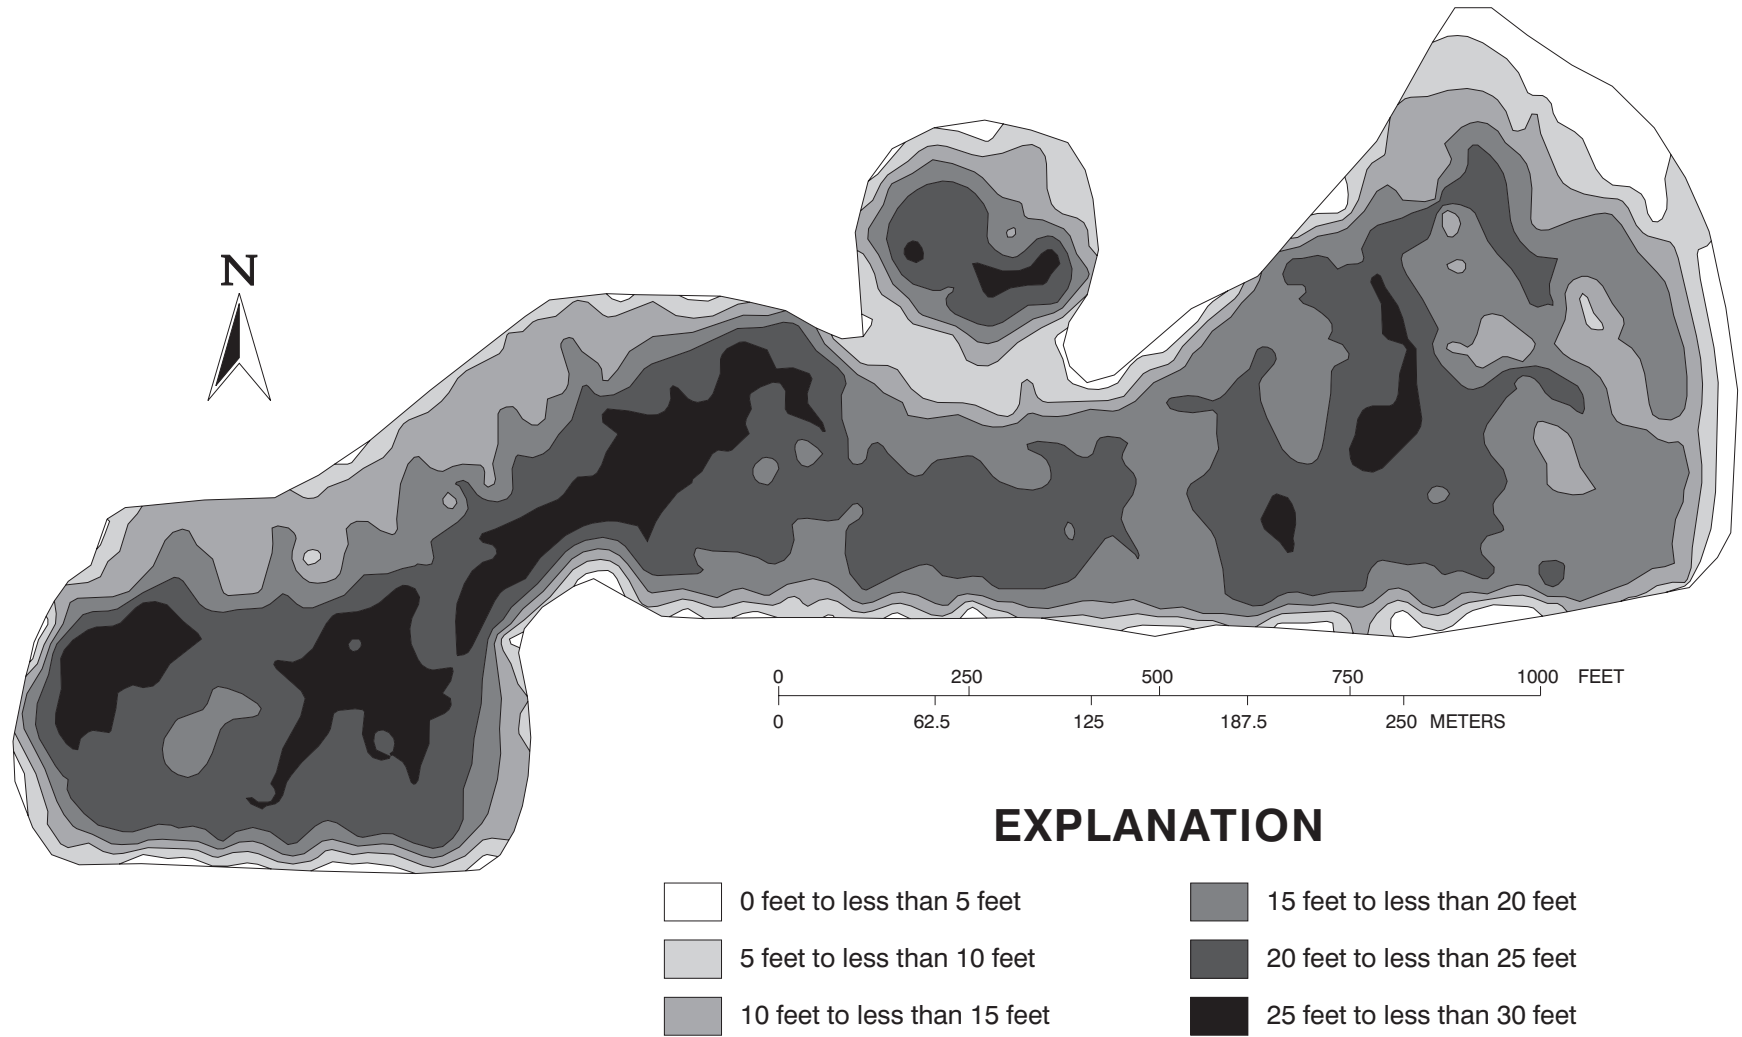 N
0 250 500 750 1000 FEET
0 62.5 125 187.5 250 METERS
EXPLANATION
0 feet to less than 5 feet
5 feet to less than 10 feet
10 feet to less than 15 feet
15 feet to less than 20 feet
20 feet to less than 25 feet
25 feet to less than 30 feet